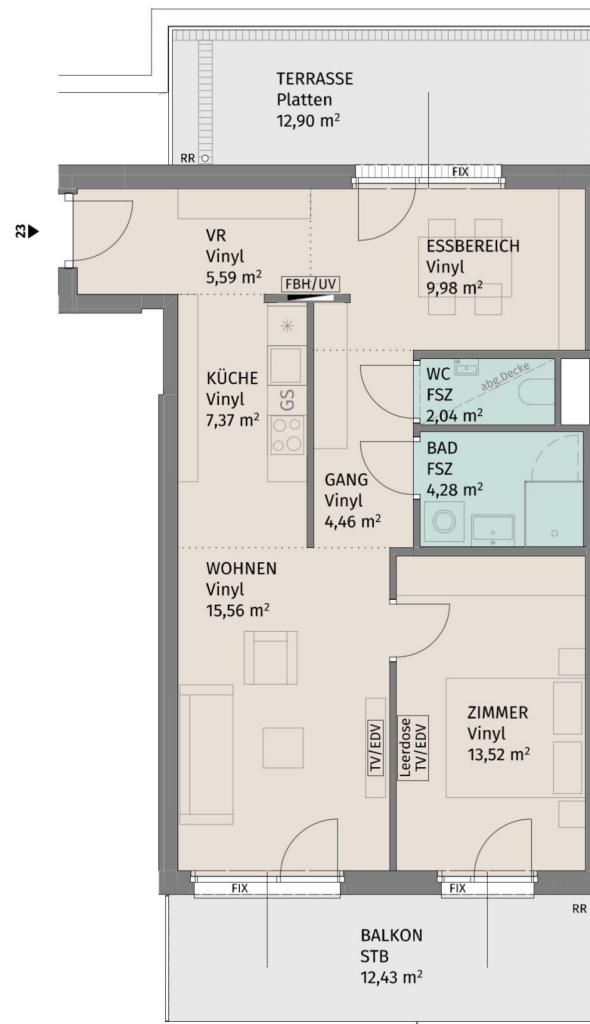 TERRASSE
Platten
12,90 m²
RR
FIX
23
VR
Vinyl
5,59 m²
ESSBEREICH
Vinyl
9,98 m²
FBH/UV
KÜCHE
Vinyl
7,37 m²
GS
WC
FSZ
2,04 m²
abg.Decke
BAD
FSZ
4,28 m²
GANG
Vinyl
4,46 m²
WOHNEN
Vinyl
15,56 m²
TV/EDV
Leerdose
TV/EDV
ZIMMER
Vinyl
13,52 m²
FIX
FIX
RR
BALKON
STB
12,43 m²